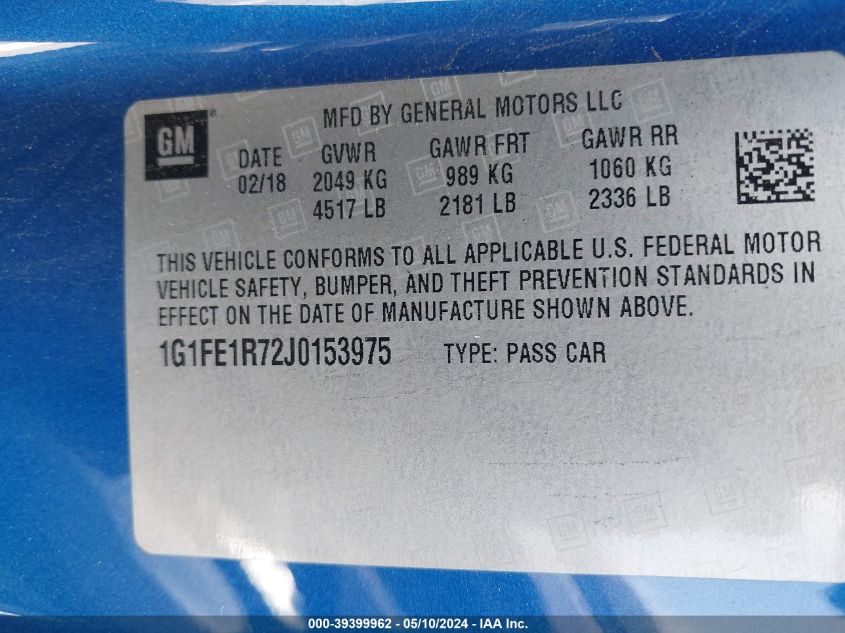 GM
MFD BY GENERAL MOTORS LLC
DATE GVWR GAWR FRT GAWR RR
02/18 2049 KG 989 KG 1060 KG
4517 LB 2181 LB 2336 LB
THIS VEHICLE CONFORMS TO ALL APPLICABLE U.S. FEDERAL MOTOR
VEHICLE SAFETY, BUMPER, AND THEFT PREVENTION STANDARDS IN
EFFECT ON THE DATE OF MANUFACTURE SHOWN ABOVE.
1G1FE1R72J0153975 TYPE: PASS CAR
000-39399962 - 05/10/2024 - IAA Inc.